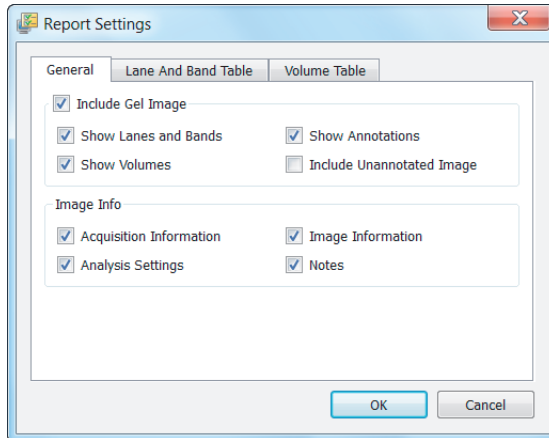 Report Settings
General Lane And Band Table Volume Table
Include Gel Image
Show Lanes and Bands Show Annotations
Show Volumes Include Unannotated Image
Image Info
Acquisition Information Image Information
Analysis Settings Notes
OK Cancel